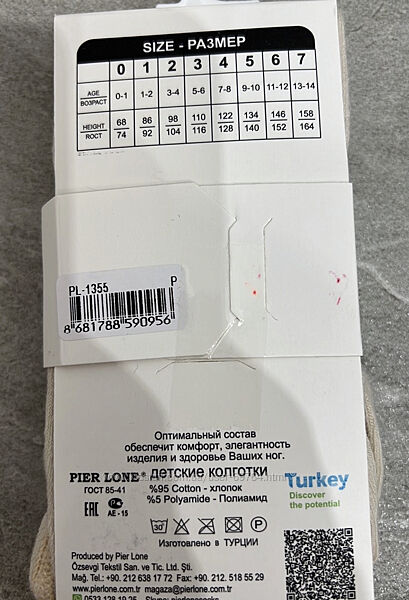 SIZE - РАЗМЕР
0 1 2 3 4 5 6 7
AGE ВОЗРАСТ 0-1 1-2 3-4 5-6 7-8 9-10 11-12 13-14
HEIGHT РОСТ 68/74 86/92 98/104 110/116 122/128 134/140 146/152 158/164
PL-1355 P
8 681788 590956
Оптимальный состав
обеспечит комфорт, элегантность
изделия и здоровье Ваших ног.
PIER LONE® детские колготки
ГОСТ 85-41
%95 Cotton - хлопок
%5 Polyamide - Полиамид
Turkey
Discover
the potential
EAC AE - 15
30 P
Изготовлено в ТУРЦИИ
Produced by Pier Lone
Özsevgi Tekstil San. ve Tic. Ltd. Şti.
Mağ. Tel.: +90. 212 638 17 72 Fax: +90. 212. 518 55 29
www.pierlone.com.tr magaza@pierlone.com.tr